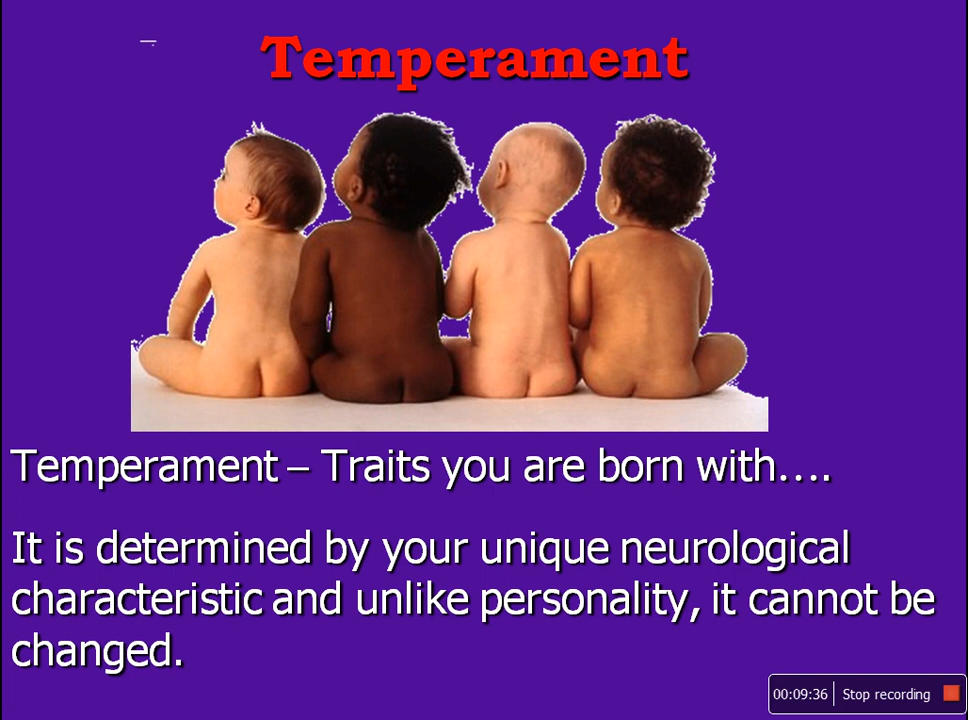 Temperament
Temperament – Traits you are born with....
It is determined by your unique neurological
characteristic and unlike personality, it cannot be
changed.
00:09:36 Stop recording